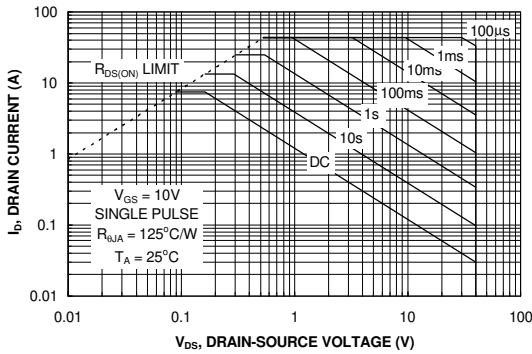 100
10
1
0.1
0.01
I_D, DRAIN CURRENT (A)
R_DS(ON) LIMIT
100µs
1ms
10ms
100ms
1s
10s
DC
V_GS = 10V
SINGLE PULSE
R_θJA = 125°C/W
T_A = 25°C
0.01
0.1
1
10
100
V_DS, DRAIN-SOURCE VOLTAGE (V)